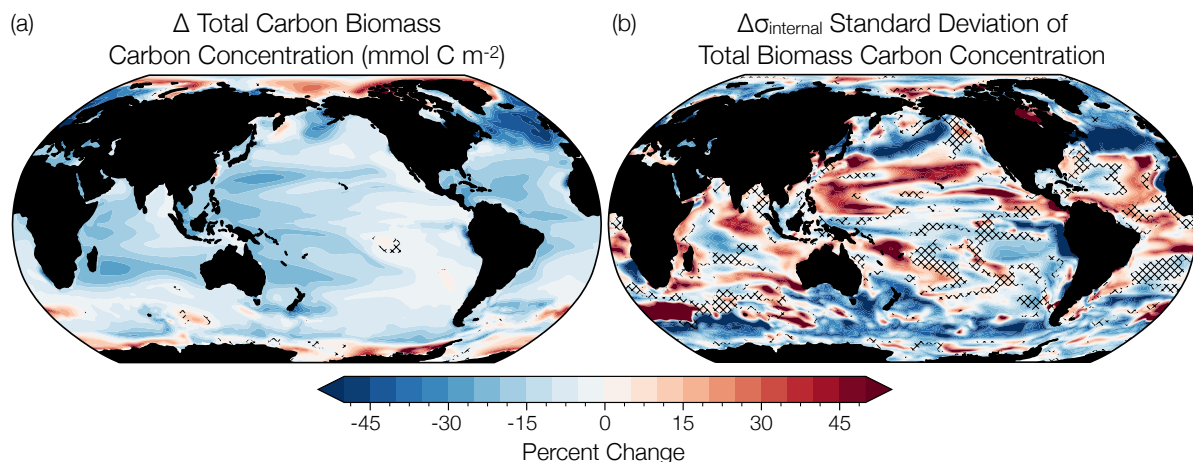 (a)
Δ Total Carbon Biomass
Carbon Concentration (mmol C m-2)
(b)
Δσinternal Standard Deviation of
Total Biomass Carbon Concentration
-45 -30 -15 0 15 30 45
Percent Change